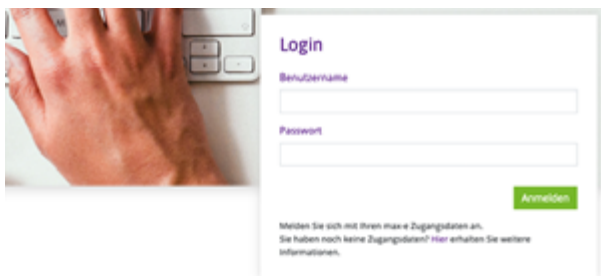 Login
Benutzername
Passwort
Anmelden
Melden Sie sich mit Ihren max-e Zugangsdaten an.
Sie haben noch keine Zugangsdaten? Hier erhalten Sie weitere
Informationen.